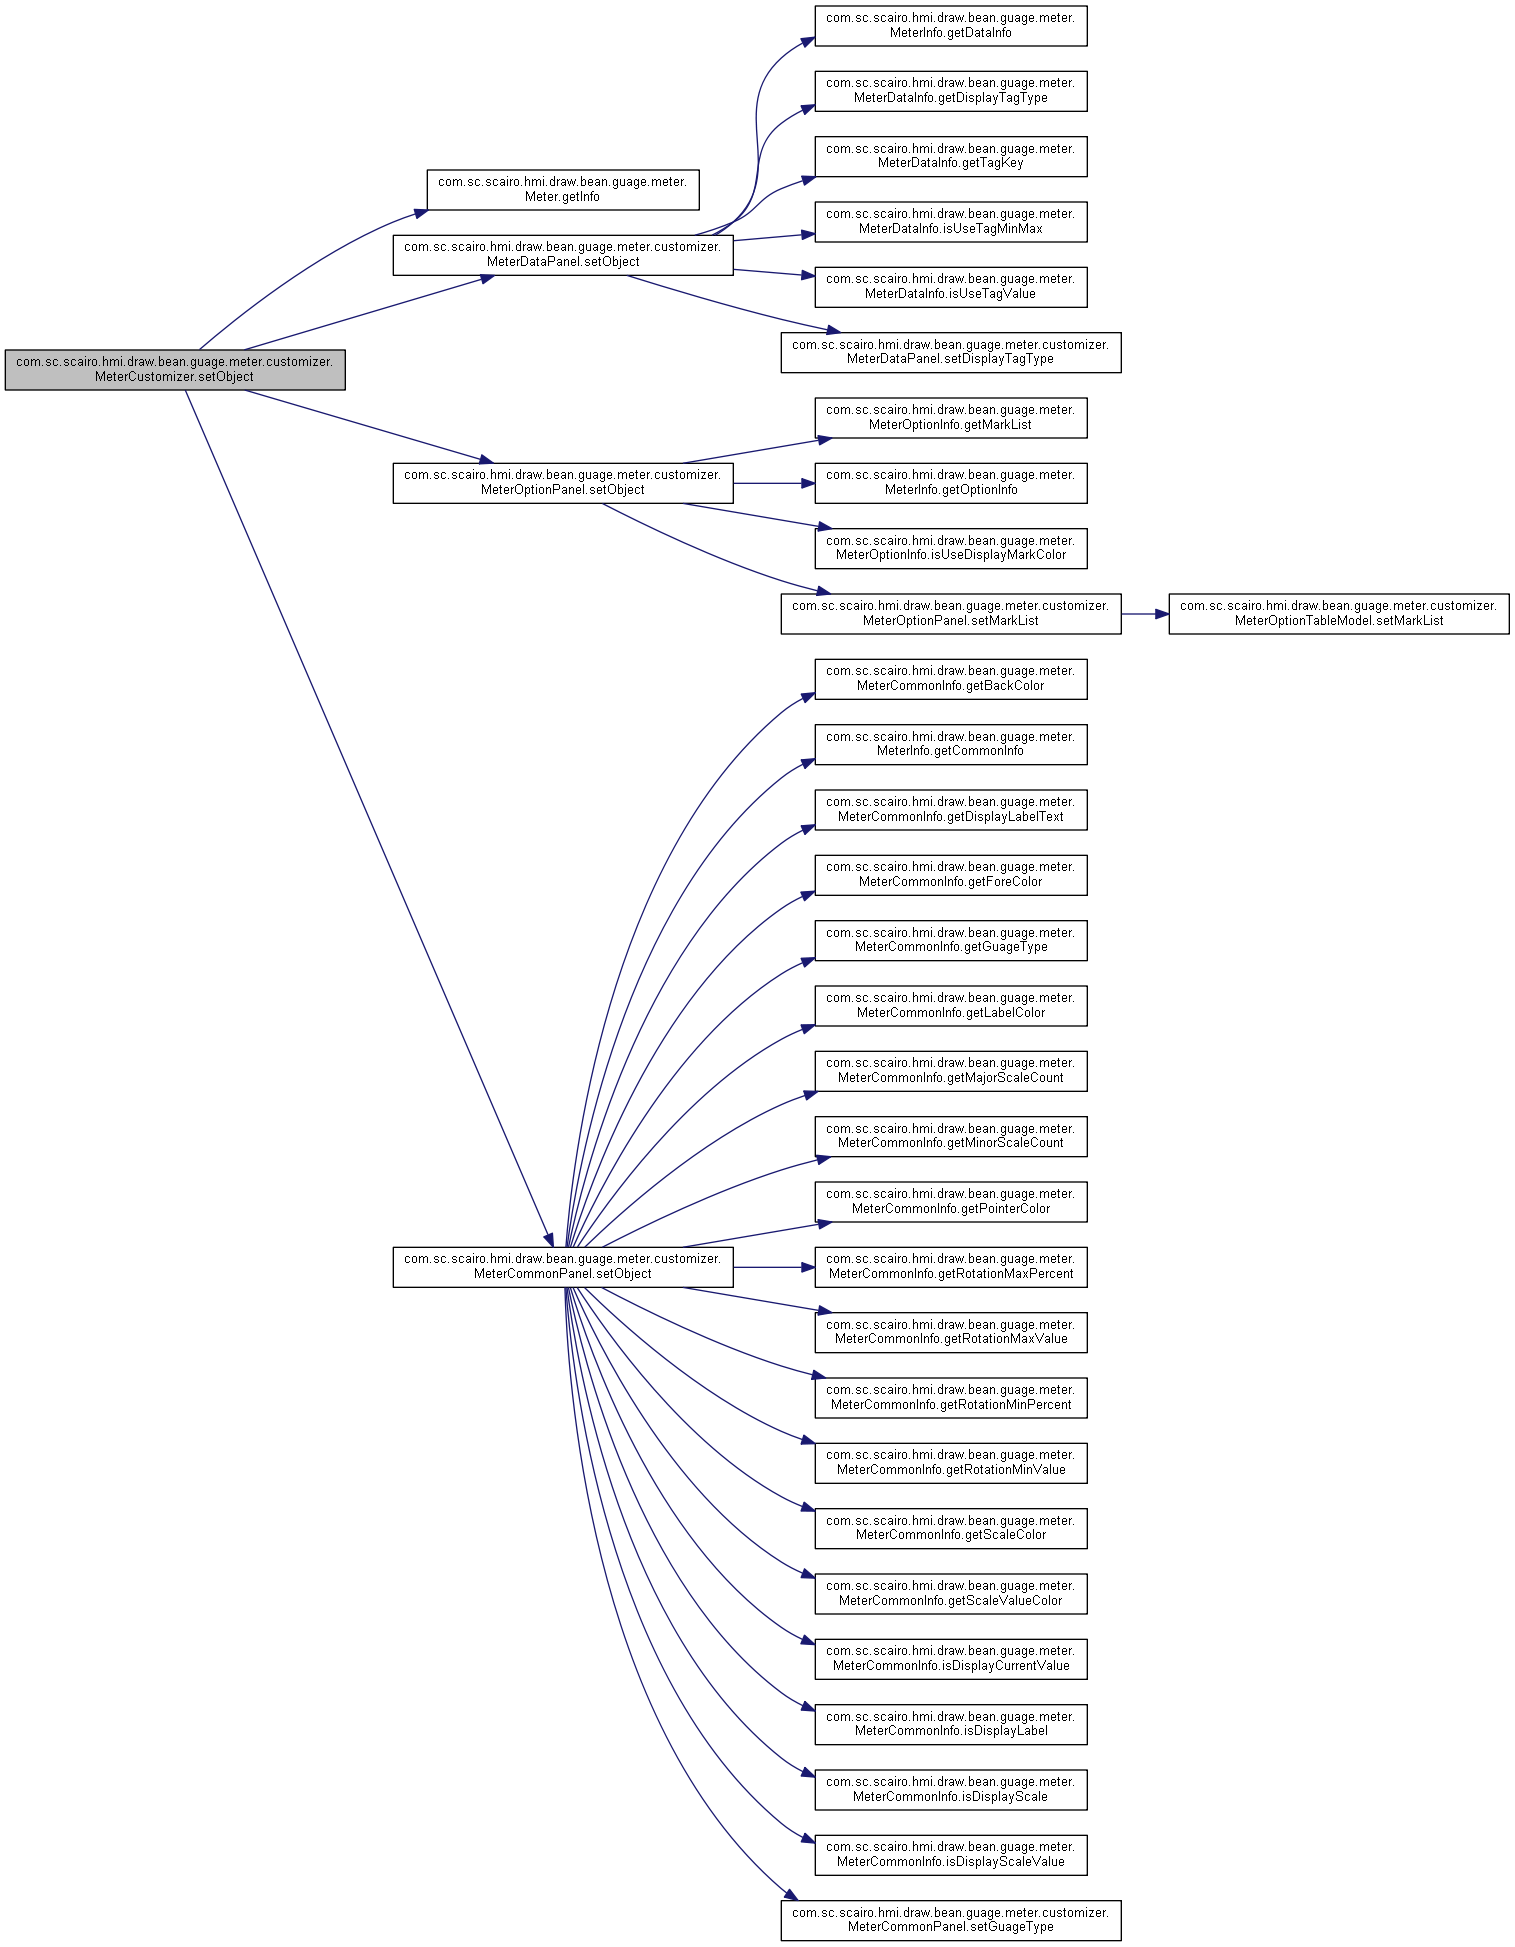 com.sc.scairo.hmi.draw.bean.guage.meter.customizer.
MeterCustomizer.setObject
com.sc.scairo.hmi.draw.bean.guage.meter.
Meter.getInfo
com.sc.scairo.hmi.draw.bean.guage.meter.customizer.
MeterDataPanel.setObject
com.sc.scairo.hmi.draw.bean.guage.meter.
MeterInfo.getDataInfo
com.sc.scairo.hmi.draw.bean.guage.meter.
MeterDataInfo.getDisplayTagType
com.sc.scairo.hmi.draw.bean.guage.meter.
MeterDataInfo.getTagKey
com.sc.scairo.hmi.draw.bean.guage.meter.
MeterDataInfo.isUseTagMinMax
com.sc.scairo.hmi.draw.bean.guage.meter.
MeterDataInfo.isUseTagValue
com.sc.scairo.hmi.draw.bean.guage.meter.customizer.
MeterDataPanel.setDisplayTagType
com.sc.scairo.hmi.draw.bean.guage.meter.customizer.
MeterOptionPanel.setObject
com.sc.scairo.hmi.draw.bean.guage.meter.
MeterOptionInfo.getMarkList
com.sc.scairo.hmi.draw.bean.guage.meter.
MeterInfo.getOptionInfo
com.sc.scairo.hmi.draw.bean.guage.meter.
MeterOptionInfo.isUseDisplayMarkColor
com.sc.scairo.hmi.draw.bean.guage.meter.customizer.
MeterOptionPanel.setMarkList
com.sc.scairo.hmi.draw.bean.guage.meter.customizer.
MeterOptionTableModel.setMarkList
com.sc.scairo.hmi.draw.bean.guage.meter.customizer.
MeterCommonPanel.setObject
com.sc.scairo.hmi.draw.bean.guage.meter.
MeterCommonInfo.getBackColor
com.sc.scairo.hmi.draw.bean.guage.meter.
MeterInfo.getCommonInfo
com.sc.scairo.hmi.draw.bean.guage.meter.
MeterCommonInfo.getDisplayLabelText
com.sc.scairo.hmi.draw.bean.guage.meter.
MeterCommonInfo.getForeColor
com.sc.scairo.hmi.draw.bean.guage.meter.
MeterCommonInfo.getGuageType
com.sc.scairo.hmi.draw.bean.guage.meter.
MeterCommonInfo.getLabelColor
com.sc.scairo.hmi.draw.bean.guage.meter.
MeterCommonInfo.getMajorScaleCount
com.sc.scairo.hmi.draw.bean.guage.meter.
MeterCommonInfo.getMinorScaleCount
com.sc.scairo.hmi.draw.bean.guage.meter.
MeterCommonInfo.getPointerColor
com.sc.scairo.hmi.draw.bean.guage.meter.
MeterCommonInfo.getRotationMaxPercent
com.sc.scairo.hmi.draw.bean.guage.meter.
MeterCommonInfo.getRotationMaxValue
com.sc.scairo.hmi.draw.bean.guage.meter.
MeterCommonInfo.getRotationMinPercent
com.sc.scairo.hmi.draw.bean.guage.meter.
MeterCommonInfo.getRotationMinValue
com.sc.scairo.hmi.draw.bean.guage.meter.
MeterCommonInfo.getScaleColor
com.sc.scairo.hmi.draw.bean.guage.meter.
MeterCommonInfo.getScaleValueColor
com.sc.scairo.hmi.draw.bean.guage.meter.
MeterCommonInfo.isDisplayCurrentValue
com.sc.scairo.hmi.draw.bean.guage.meter.
MeterCommonInfo.isDisplayLabel
com.sc.scairo.hmi.draw.bean.guage.meter.
MeterCommonInfo.isDisplayScale
com.sc.scairo.hmi.draw.bean.guage.meter.
MeterCommonInfo.isDisplayScaleValue
com.sc.scairo.hmi.draw.bean.guage.meter.customizer.
MeterCommonPanel.setGuageType